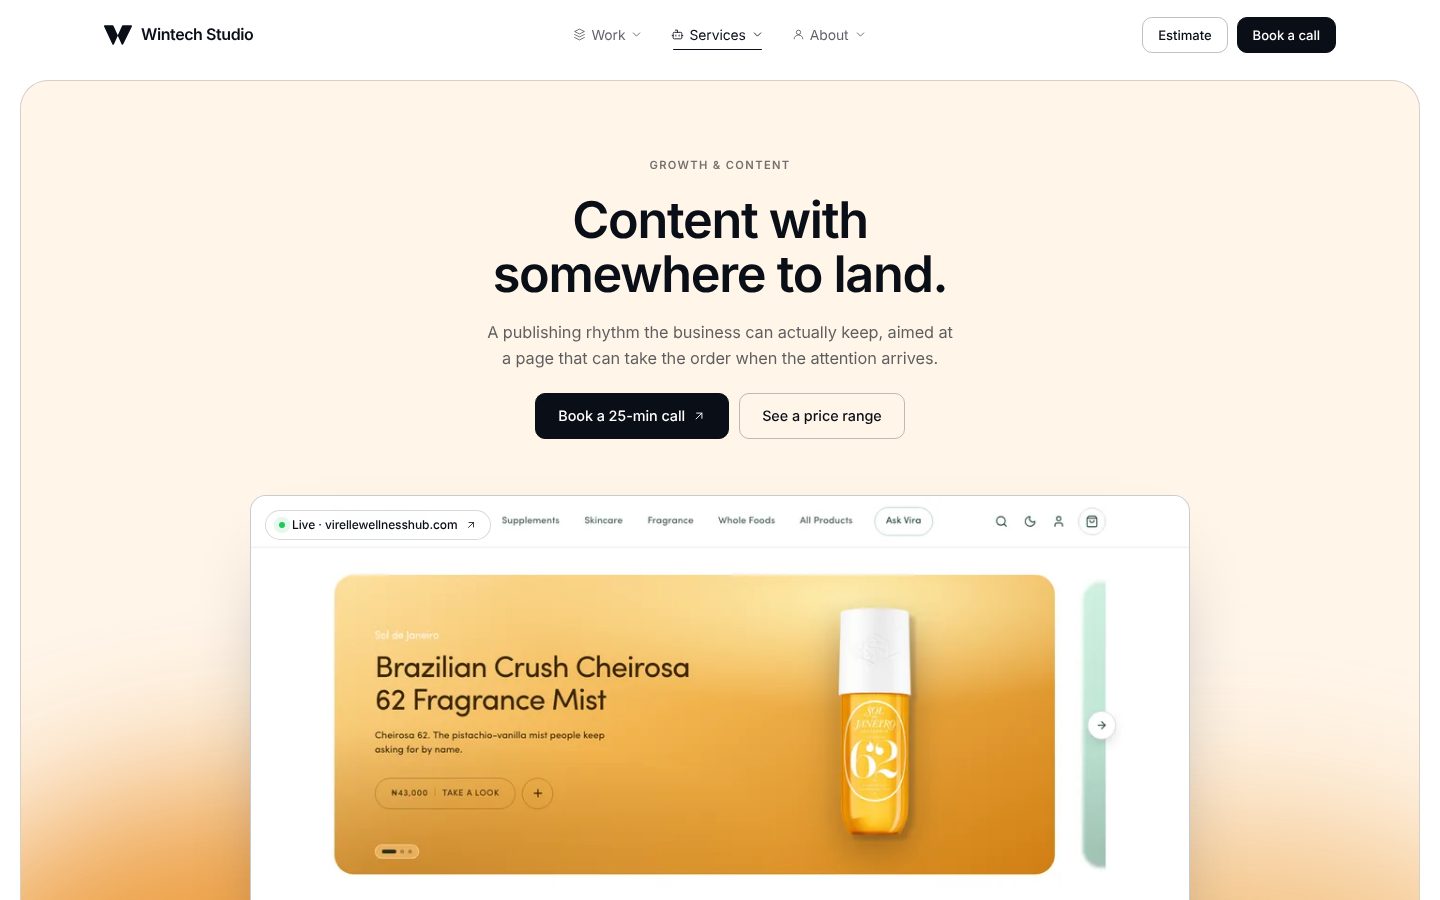 Wintech Studio
Work
Services
About
Estimate
Book a call
GROWTH & CONTENT
Content with
somewhere to land.
A publishing rhythm the business can actually keep, aimed at
a page that can take the order when the attention arrives.
Book a 25-min call
See a price range
Live · virellewellnesshub.com
Supplements
Skincare
Fragrance
Whole Foods
All Products
Ask Vira
Sol de Janeiro
Brazilian Crush Cheirosa
62 Fragrance Mist
Cheirosa 62. The pistachio-vanilla mist people keep
asking for by name.
₦43,000 | TAKE A LOOK
SOL
DE
JANEIRO
62